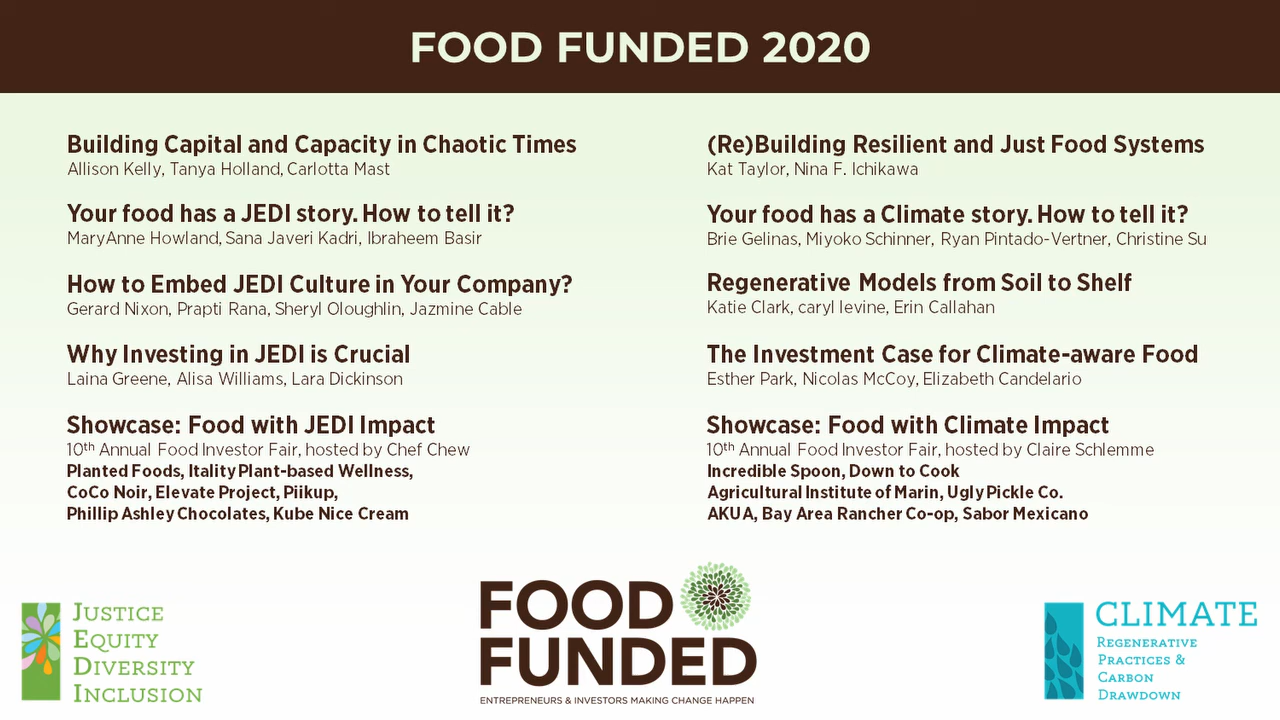 FOOD FUNDED 2020
Building Capital and Capacity in Chaotic Times
Allison Kelly, Tanya Holland, Carlotta Mast
Your food has a JEDI story. How to tell it?
MaryAnne Howland, Sana Javeri Kadri, Ibraheem Basir
How to Embed JEDI Culture in Your Company?
Gerard Nixon, Prapti Rana, Sheryl Oloughlin, Jazmine Cable
Why Investing in JEDI is Crucial
Laina Greene, Alisa Williams, Lara Dickinson
Showcase: Food with JEDI Impact
10th Annual Food Investor Fair, hosted by Chef Chew
Planted Foods, Itality Plant-based Wellness,
CoCo Noir, Elevate Project, Piikup,
Phillip Ashley Chocolates, Kube Nice Cream
(Re)Building Resilient and Just Food Systems
Kat Taylor, Nina F. Ichikawa
Your food has a Climate story. How to tell it?
Brie Gelinas, Miyoko Schinner, Ryan Pintado-Vertner, Christine Su
Regenerative Models from Soil to Shelf
Katie Clark, caryl levine, Erin Callahan
The Investment Case for Climate-aware Food
Esther Park, Nicolas McCoy, Elizabeth Candelario
Showcase: Food with Climate Impact
10th Annual Food Investor Fair, hosted by Claire Schlemme
Incredible Spoon, Down to Cook
Agricultural Institute of Marin, Ugly Pickle Co.
AKUA, Bay Area Rancher Co-op, Sabor Mexicano
JUSTICE
EQUITY
DIVERSITY
INCLUSION
FOOD
FUNDED
ENTREPRENEURS & INVESTORS MAKING CHANGE HAPPEN
CLIMATE
REGENERATIVE
PRACTICES &
CARBON
DRAWDOWN